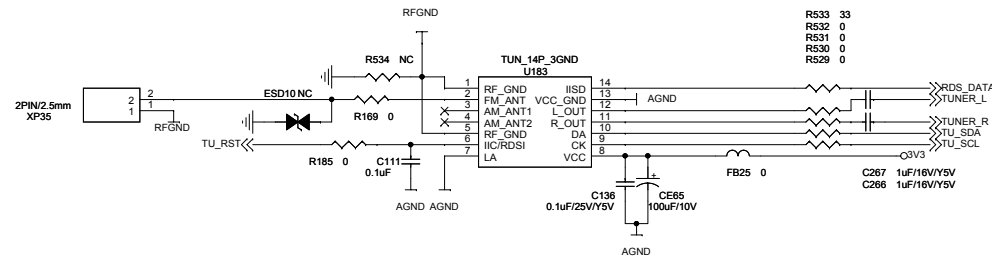 RFGND
R533 33
R532 0
R531 0
R530 0
R529 0
R534 NC
TUN_14P_3GND
U183
2PIN/2.5mm
XP35
2
1
2
1
RFGND
ESD10 NC
R169 0
1
2
3
4
5
6
7
RF_GND
FM_ANT
AM_ANT1
AM_ANT2
RF_GND
IIC/RDSI
LA
IISD
VCC_GND
L_OUT
R_OUT
DA
CK
VCC
14
13
12
11
10
9
8
AGND
RDS_DATA
TUNER_L
TUNER_R
TU_SDA
TU_SCL
3V3
TU_RST
R185 0
C111
0.1uF
AGND
AGND
FB25 0
C267 1uF/16V/Y5V
C266 1uF/16V/Y5V
C136
0.1uF/25V/Y5V
+
CE65
100uF/10V
AGND